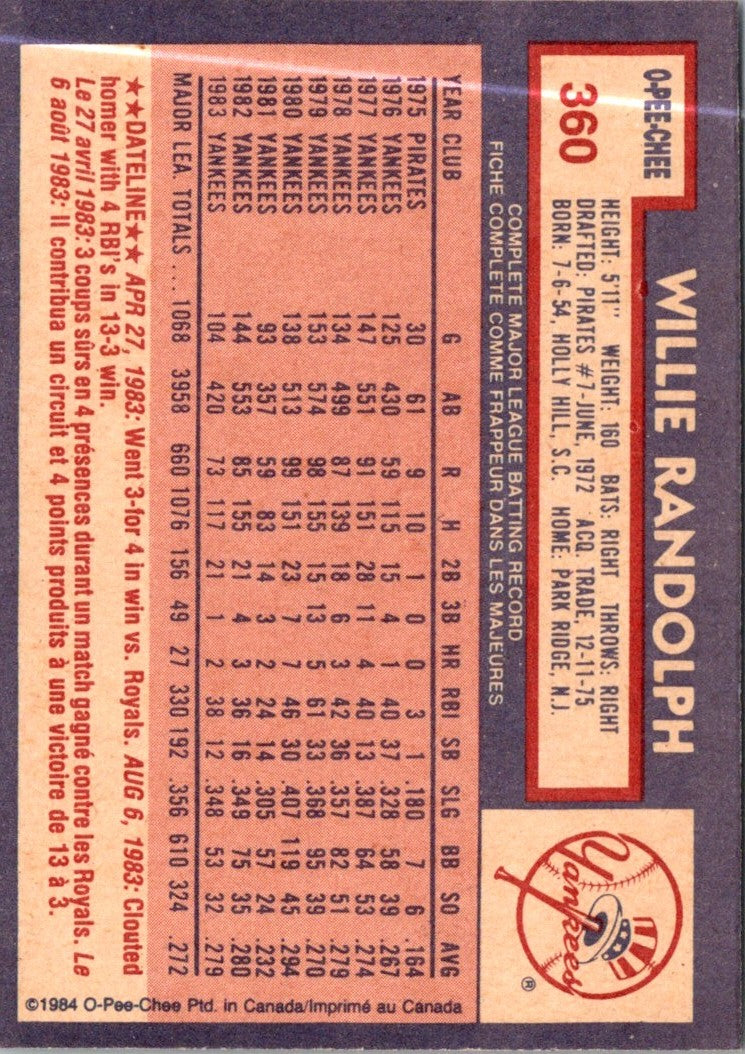 O-PEE-CHEE
360
WILLIE RANDOLPH
HEIGHT: 5'11" WEIGHT: 160 BATS: RIGHT THROWS: RIGHT
DRAFTED: PIRATES #7-JUNE, 1972 ACQ. TRADE, 12-11-75
BORN: 7-6-54, HOLLY HILL, S.C. HOME: PARK RIDGE, N.J.
Yankees
®
COMPLETE MAJOR LEAGUE BATTING RECORD
FICHE COMPLETE COMME FRAPPEUR DANS LES MAJEURES
YEAR CLUB G AB R H 2B 3B HR RBI SB SLG BB SO AVG
1975 PIRATES 30 61 9 10 1 0 0 3 1 .180 7 6 .164
1976 YANKEES 125 430 59 115 15 4 1 40 37 .328 58 39 .267
1977 YANKEES 147 551 91 151 28 11 4 40 13 .387 64 53 .274
1978 YANKEES 134 499 87 139 18 6 3 42 36 .357 82 51 .279
1979 YANKEES 153 574 98 155 15 13 5 61 33 .368 95 39 .270
1980 YANKEES 138 513 99 151 23 7 7 46 30 .407 119 45 .294
1981 YANKEES 93 357 59 83 14 3 2 24 14 .305 57 24 .232
1982 YANKEES 144 553 85 155 21 4 3 36 16 .349 75 35 .280
1983 YANKEES 104 420 73 117 21 1 2 38 12 .348 53 32 .279
MAJOR LEA. TOTALS ... 1068 3958 660 1076 156 49 27 330 192 .356 610 324 .272
★★DATELINE★★ APR 27, 1983: Went 3-for 4 in win vs. Royals. AUG 6, 1983: Clouted
homer with 4 RBI's in 13-3 win.
Le 27 avril 1983: 3 coups sûrs en 4 présences durant un match gagné contre les Royals. Le
6 août 1983: Il contribua un circuit et 4 points produits à une victoire de 13 à 3.
©1984 O-Pee-Chee Ptd. in Canada/Imprimé au Canada